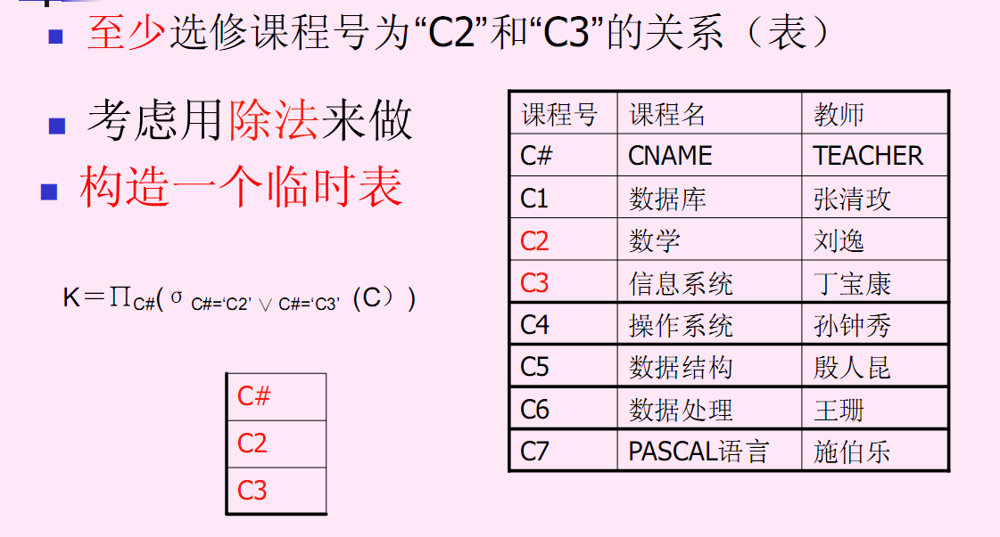 至少选修课程号为“C2”和“C3”的关系（表）
考虑用除法来做
构造一个临时表
K＝∏C#(σ C#=‘C2’ ∨ C#=‘C3’ (C））
C#
C2
C3
课程号 课程名 教师
C# CNAME TEACHER
C1 数据库 张清玫
C2 数学 刘逸
C3 信息系统 丁宝康
C4 操作系统 孙钟秀
C5 数据结构 殷人昆
C6 数据处理 王珊
C7 PASCAL语言 施伯乐